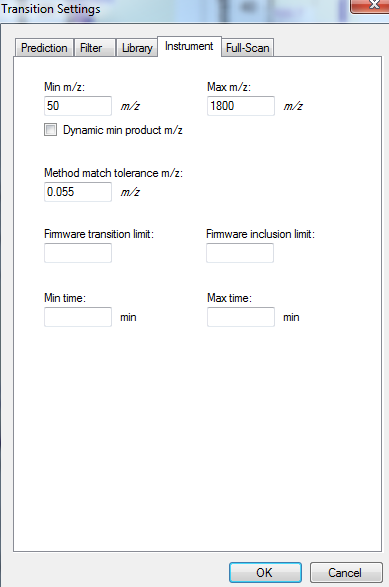 Transition Settings
Prediction Filter Library Instrument Full-Scan
Min m/z: Max m/z:
50 m/z 1800 m/z
Dynamic min product m/z
Method match tolerance m/z:
0.055 m/z
Firmware transition limit: Firmware inclusion limit:
Min time: Max time:
min min
OK Cancel